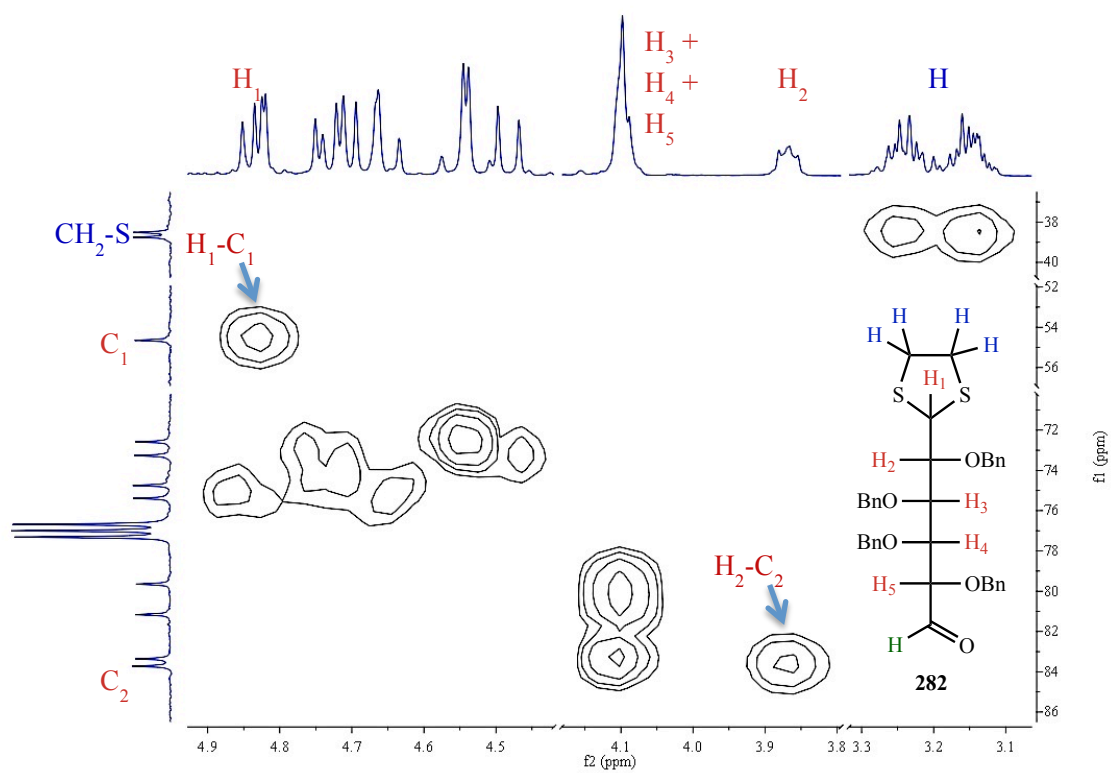 H₁
H₃ +
H₄ +
H₅
H₂
H
CH₂-S
H₁-C₁
C₁
H₂-C₂
C₂
38
40
52
54
56
72
74
76
78
80
82
84
86
f1 (ppm)
H H
H H
H₁
S S
H₂ OBn
BnO H₃
BnO H₄
H₅ OBn
H O
282
4.9 4.8 4.7 4.6 4.5 4.1 4.0 3.9 3.8 3.3 3.2 3.1
f2 (ppm)